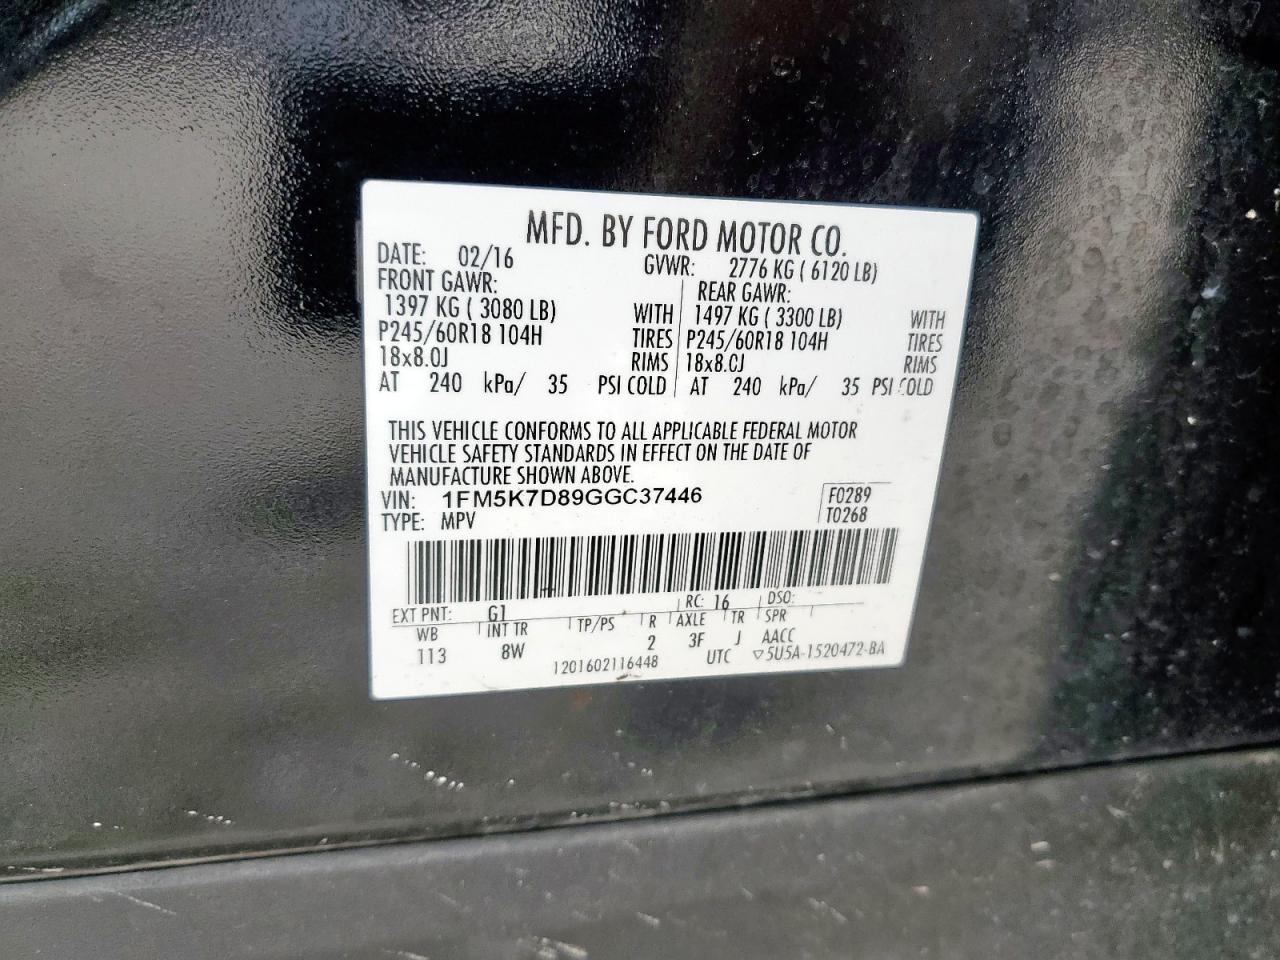 MFD. BY FORD MOTOR CO.
DATE: 02/16 GVWR: 2776 KG ( 6120 LB)
FRONT GAWR: REAR GAWR:
1397 KG ( 3080 LB) WITH 1497 KG ( 3300 LB) WITH
P245/60R18 104H TIRES P245/60R18 104H TIRES
18x8.0J RIMS 18x8.0J RIMS
AT 240 kPa/ 35 PSI COLD AT 240 kPa/ 35 PSI COLD
THIS VEHICLE CONFORMS TO ALL APPLICABLE FEDERAL MOTOR
VEHICLE SAFETY STANDARDS IN EFFECT ON THE DATE OF
MANUFACTURE SHOWN ABOVE.
VIN: 1FM5K7D89GGC37446 F0289
TYPE: MPV T0268
EXT PNT: G1 RC: 16 DSO:
WB INT TR TP/PS R AXLE TR SPR
113 8W 2 3F J AACC
1201602116448 UTC ▽5U5A-1520472-BA